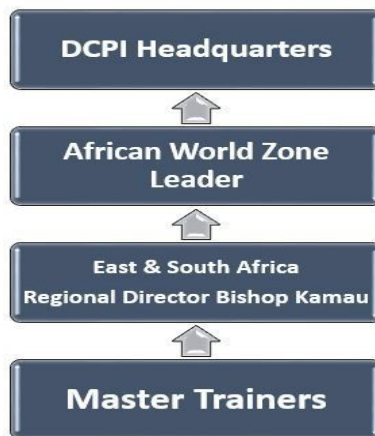 DCPI Headquarters
African World Zone
Leader
East & South Africa
Regional Director Bishop Kamau
Master Trainers